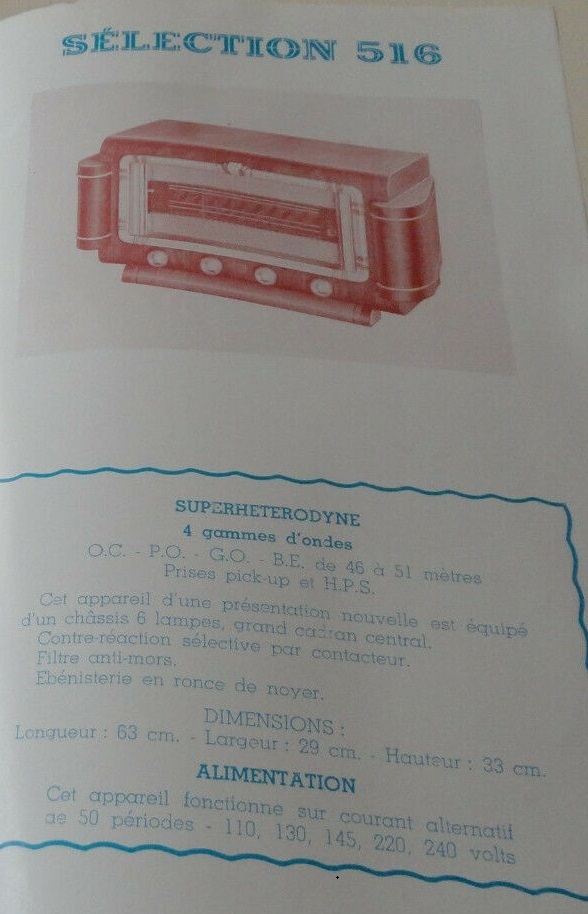 SÉLECTION 516
SUPERHETERODYNE
4 gammes d'ondes
O.C. - P.O. - G.O. - B.E. de 46 à 51 mètres
Prises pick-up et H.P.S.
Cet appareil d'une présentation nouvelle est équipé
d'un châssis 6 lampes, grand cadran central.
Contre-réaction sélective par contacteur.
Filtre anti-mors.
Ebénisterie en ronce de noyer.
DIMENSIONS :
Longueur : 63 cm. - Largeur : 29 cm. - Hauteur : 33 cm.
ALIMENTATION
Cet appareil fonctionne sur courant alternatif
de 50 périodes - 110, 130, 145, 220, 240 volts